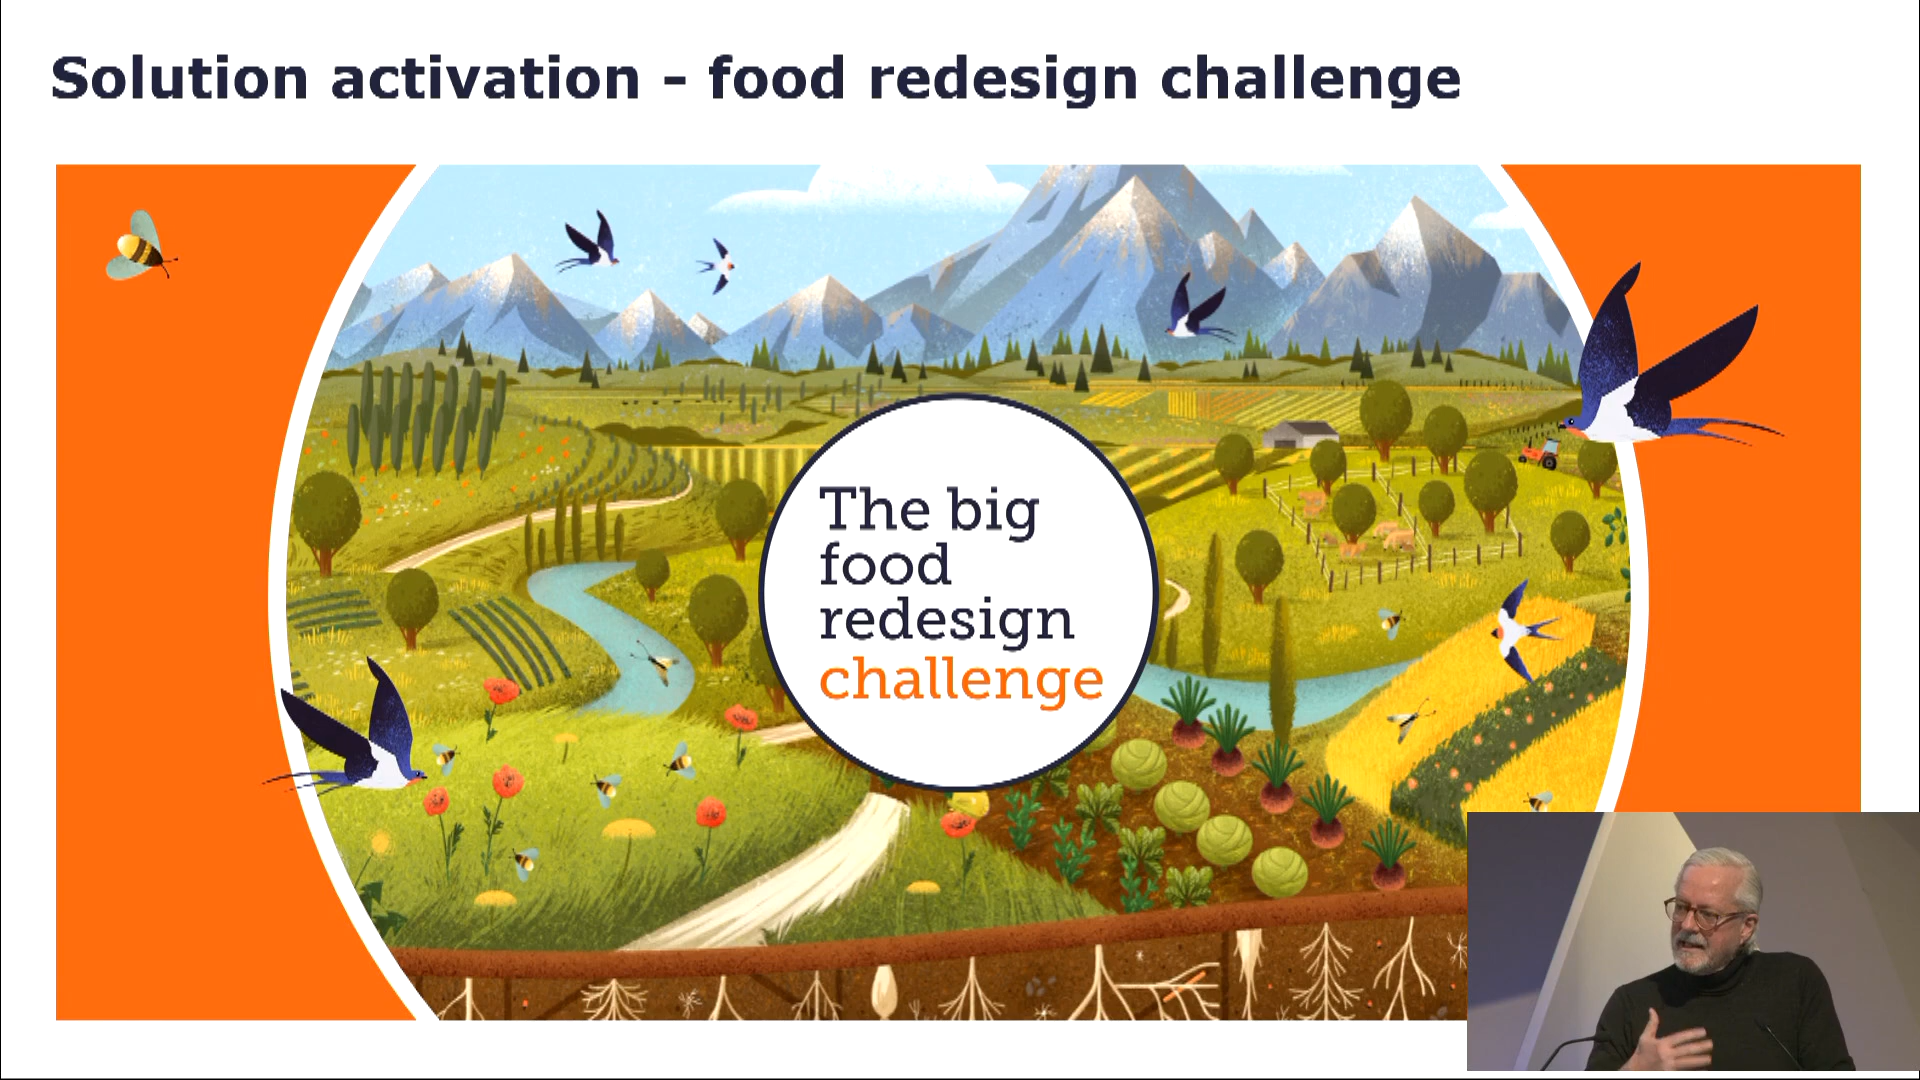 Solution activation - food redesign challenge
The big
food
redesign
challenge